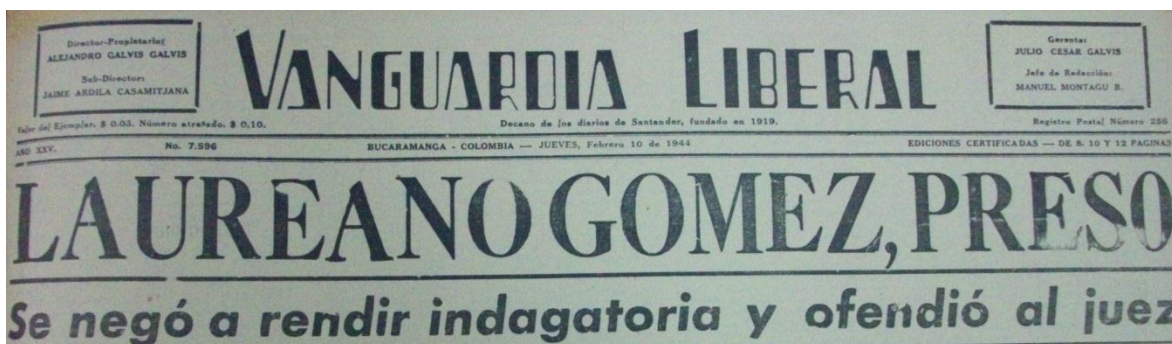 Director-Propietario:
ALEJANDRO GALVIS GALVIS
Sub-Director:
JAIME ARDILA CASAMITJANA
VANGUARDIA LIBERAL
Gerente:
JULIO CESAR GALVIS
Jefe de Redacción:
MANUEL MONTAGU R.
Valor del Ejemplar, $ 0.05. Número atrasado, $ 0,10.
Decano de los diarios de Santander, fundado en 1919.
Registro Postal Número 256
AÑO XXV.
No. 7.596
BUCARAMANGA - COLOMBIA — JUEVES, Febrero 10 de 1944
EDICIONES CERTIFICADAS — DE 8, 10 Y 12 PAGINAS
LAUREANO GOMEZ, PRESO
Se negó a rendir indagatoria y ofendió al juez